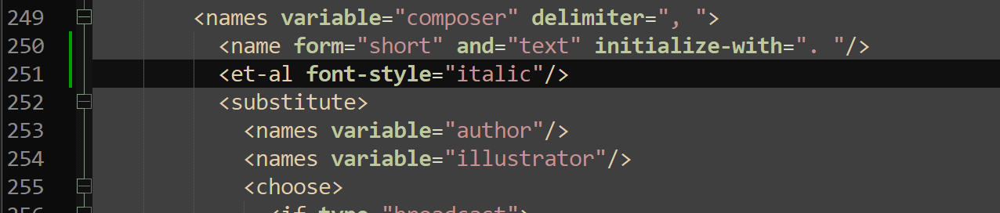 249 <names variable="composer" delimiter=", ">
250 <name form="short" and="text" initialize-with=". "/>
251 <et-al font-style="italic"/>
252 <substitute>
253 <names variable="author"/>
254 <names variable="illustrator"/>
255 <choose>
256 <if type="broadcast">